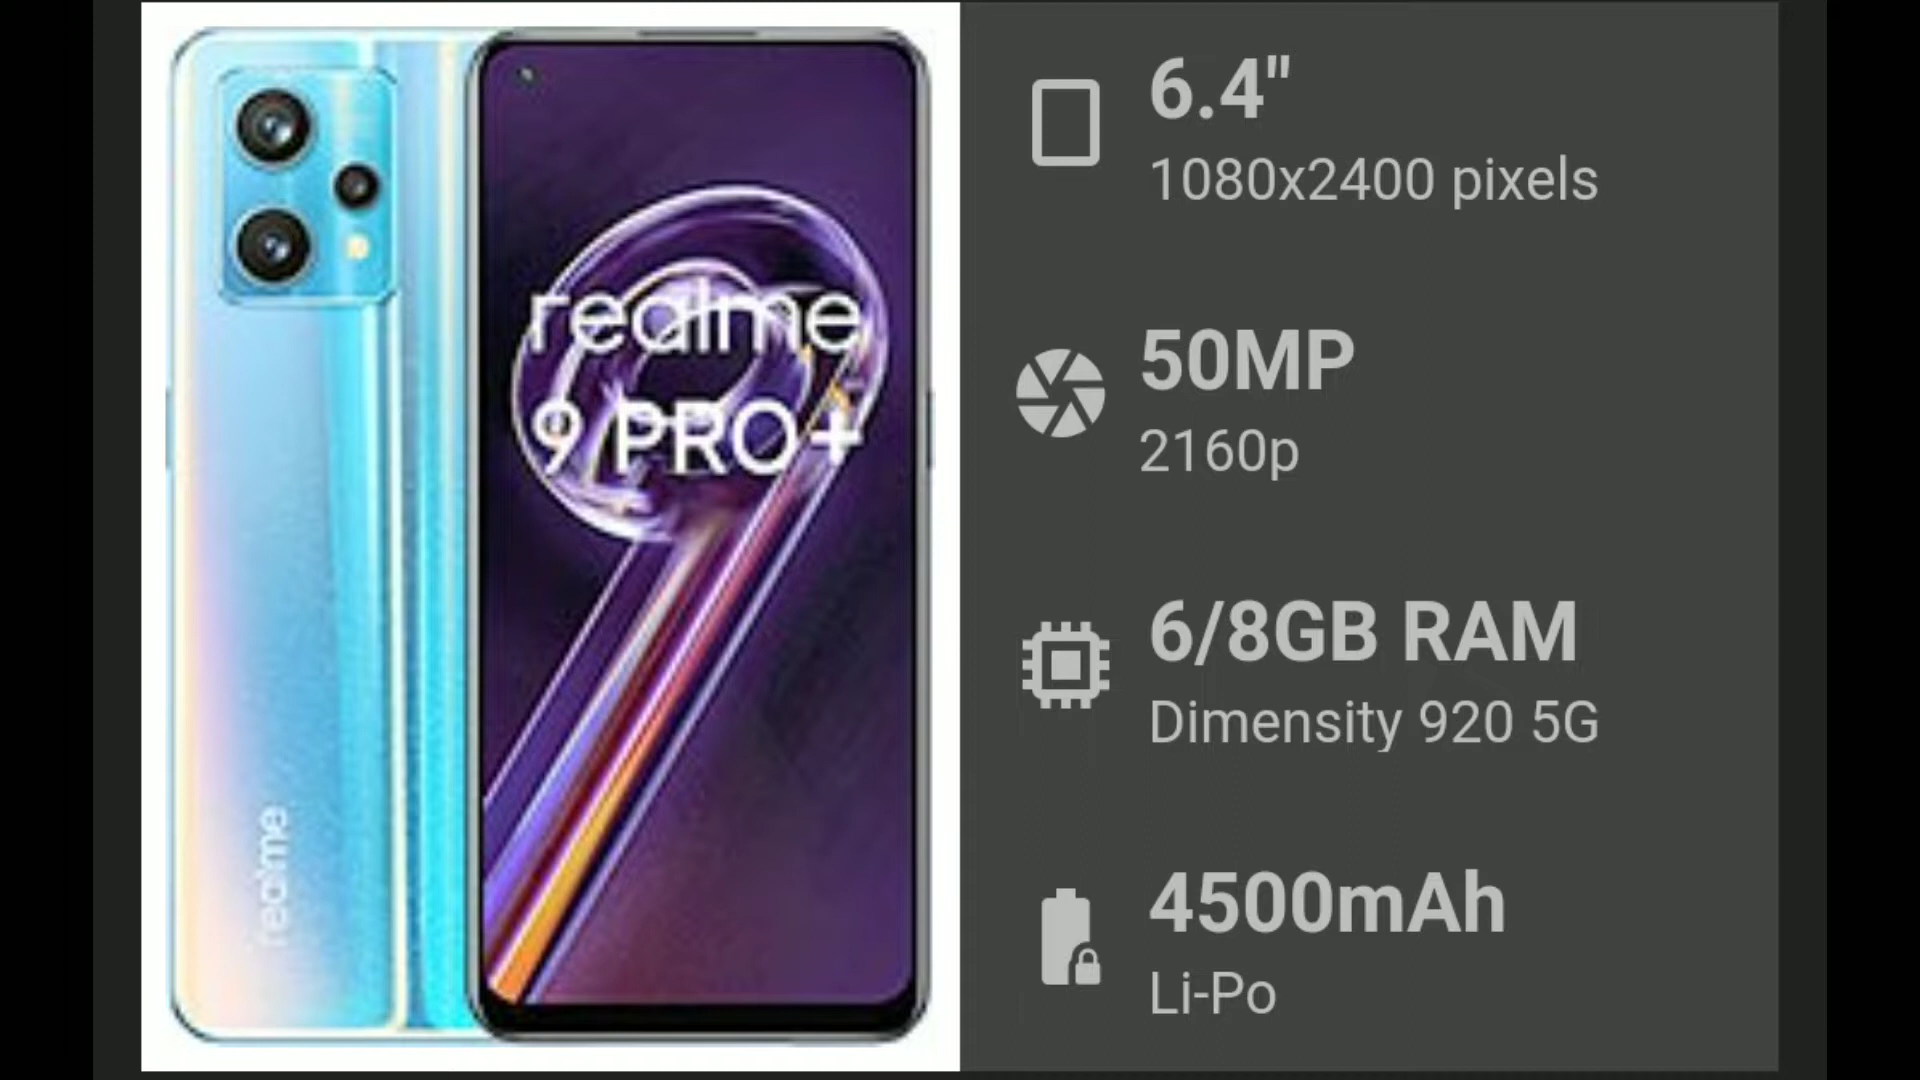 realme
9 PRO+
realme
6.4"
1080x2400 pixels
50MP
2160p
6/8GB RAM
Dimensity 920 5G
4500mAh
Li-Po